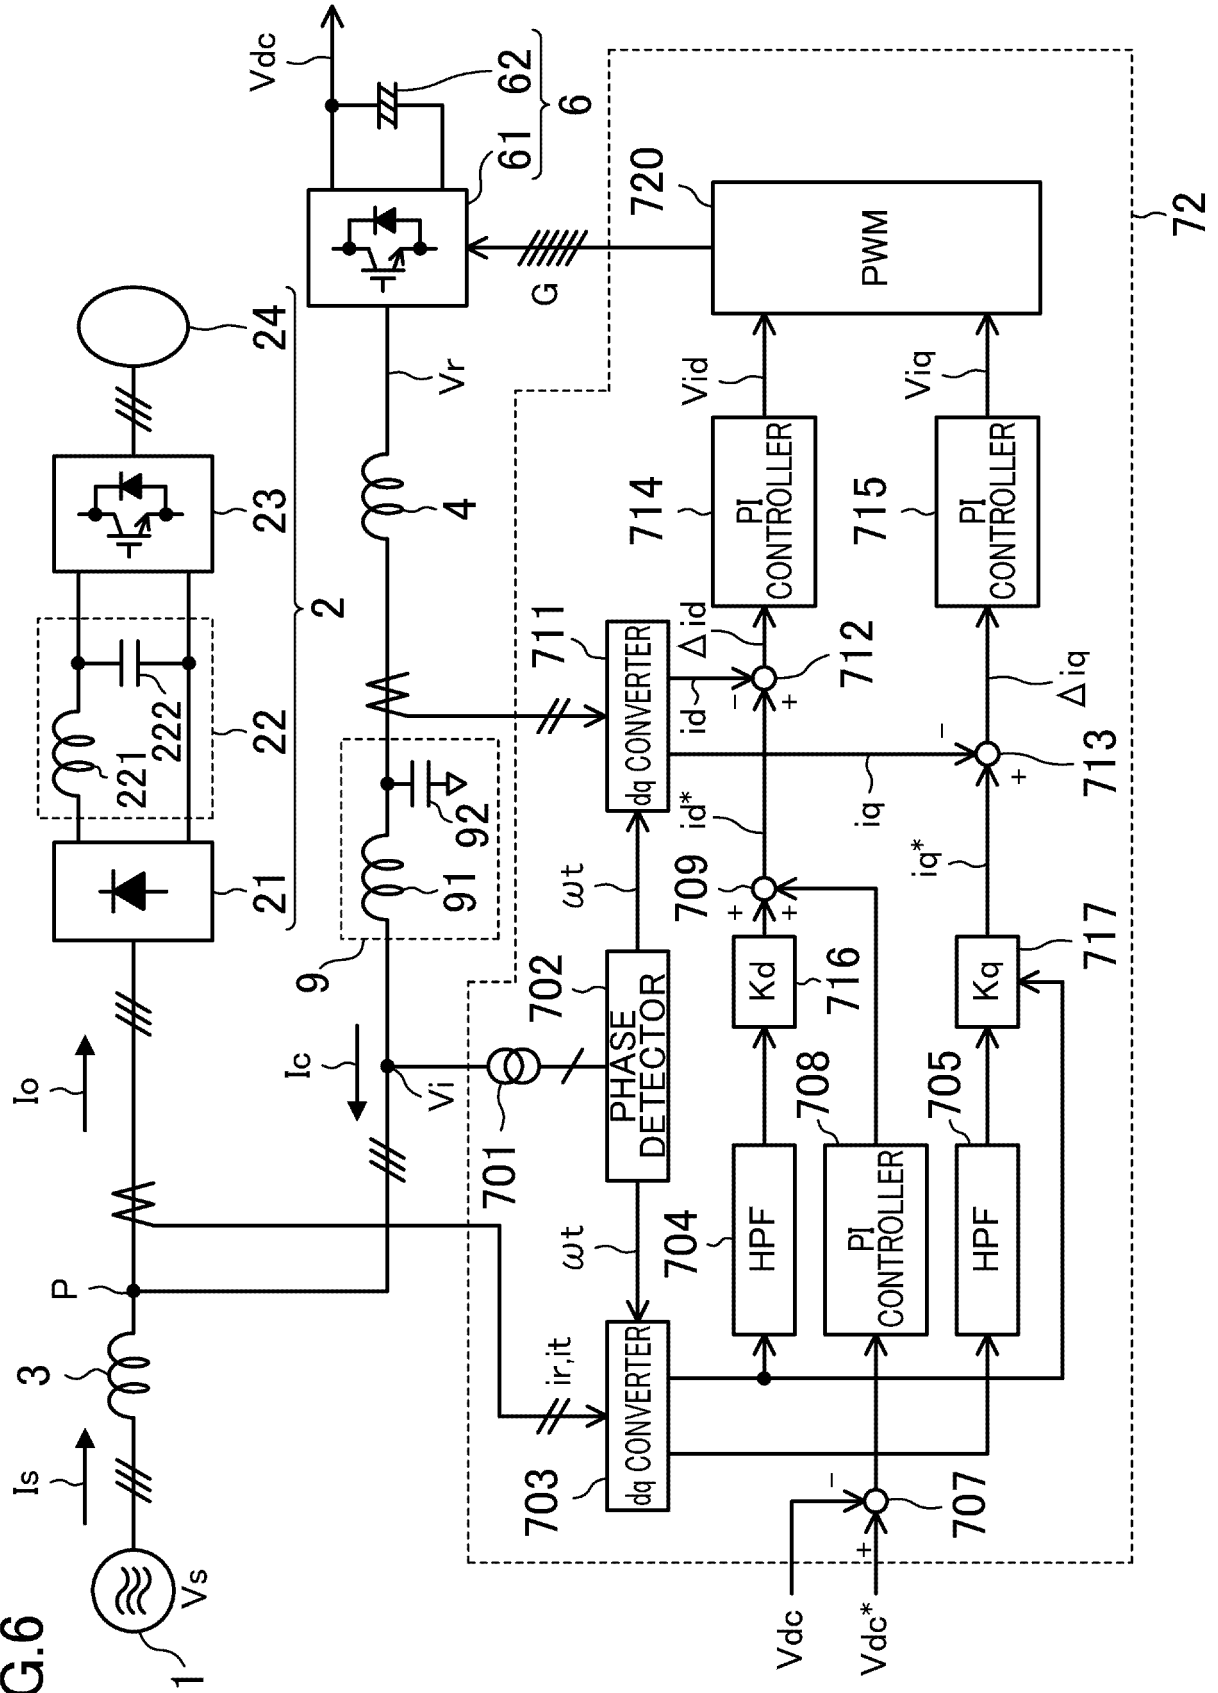 G.6
1
Vs
Is
3
P
Io
21
221
222
22
23
24
2
Ic
Vi
9
91
92
4
Vr
Vdc
61
62
6
G
701
702
PHASE
DETECTOR
ωt
ωt
ir,it
703
dq CONVERTER
711
dq CONVERTER
704
HPF
708
PI
CONTROLLER
705
HPF
Kd
716
Kq
717
709
+
+
id*
iq*
id
iq
712
−
+
713
−
+
Δid
Δiq
714
PI
CONTROLLER
715
PI
CONTROLLER
Vid
Viq
720
PWM
72
707
−
+
Vdc
Vdc*